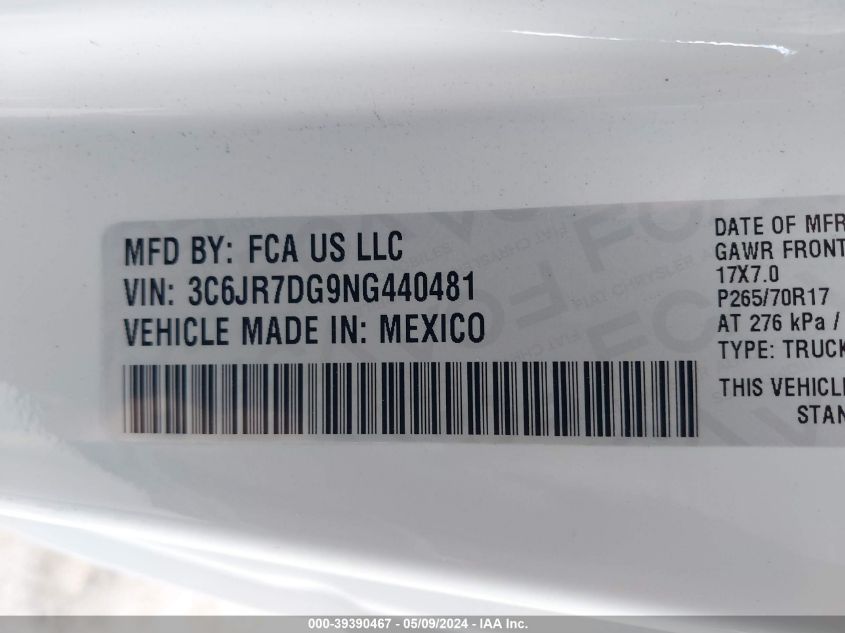 MFD BY: FCA US LLC
VIN: 3C6JR7DG9NG440481
VEHICLE MADE IN: MEXICO
DATE OF MFR
GAWR FRONT
17X7.0
P265/70R17
AT 276 kPa /
TYPE: TRUCK
THIS VEHICLE
STAN
000-39390467 - 05/09/2024 - IAA Inc.